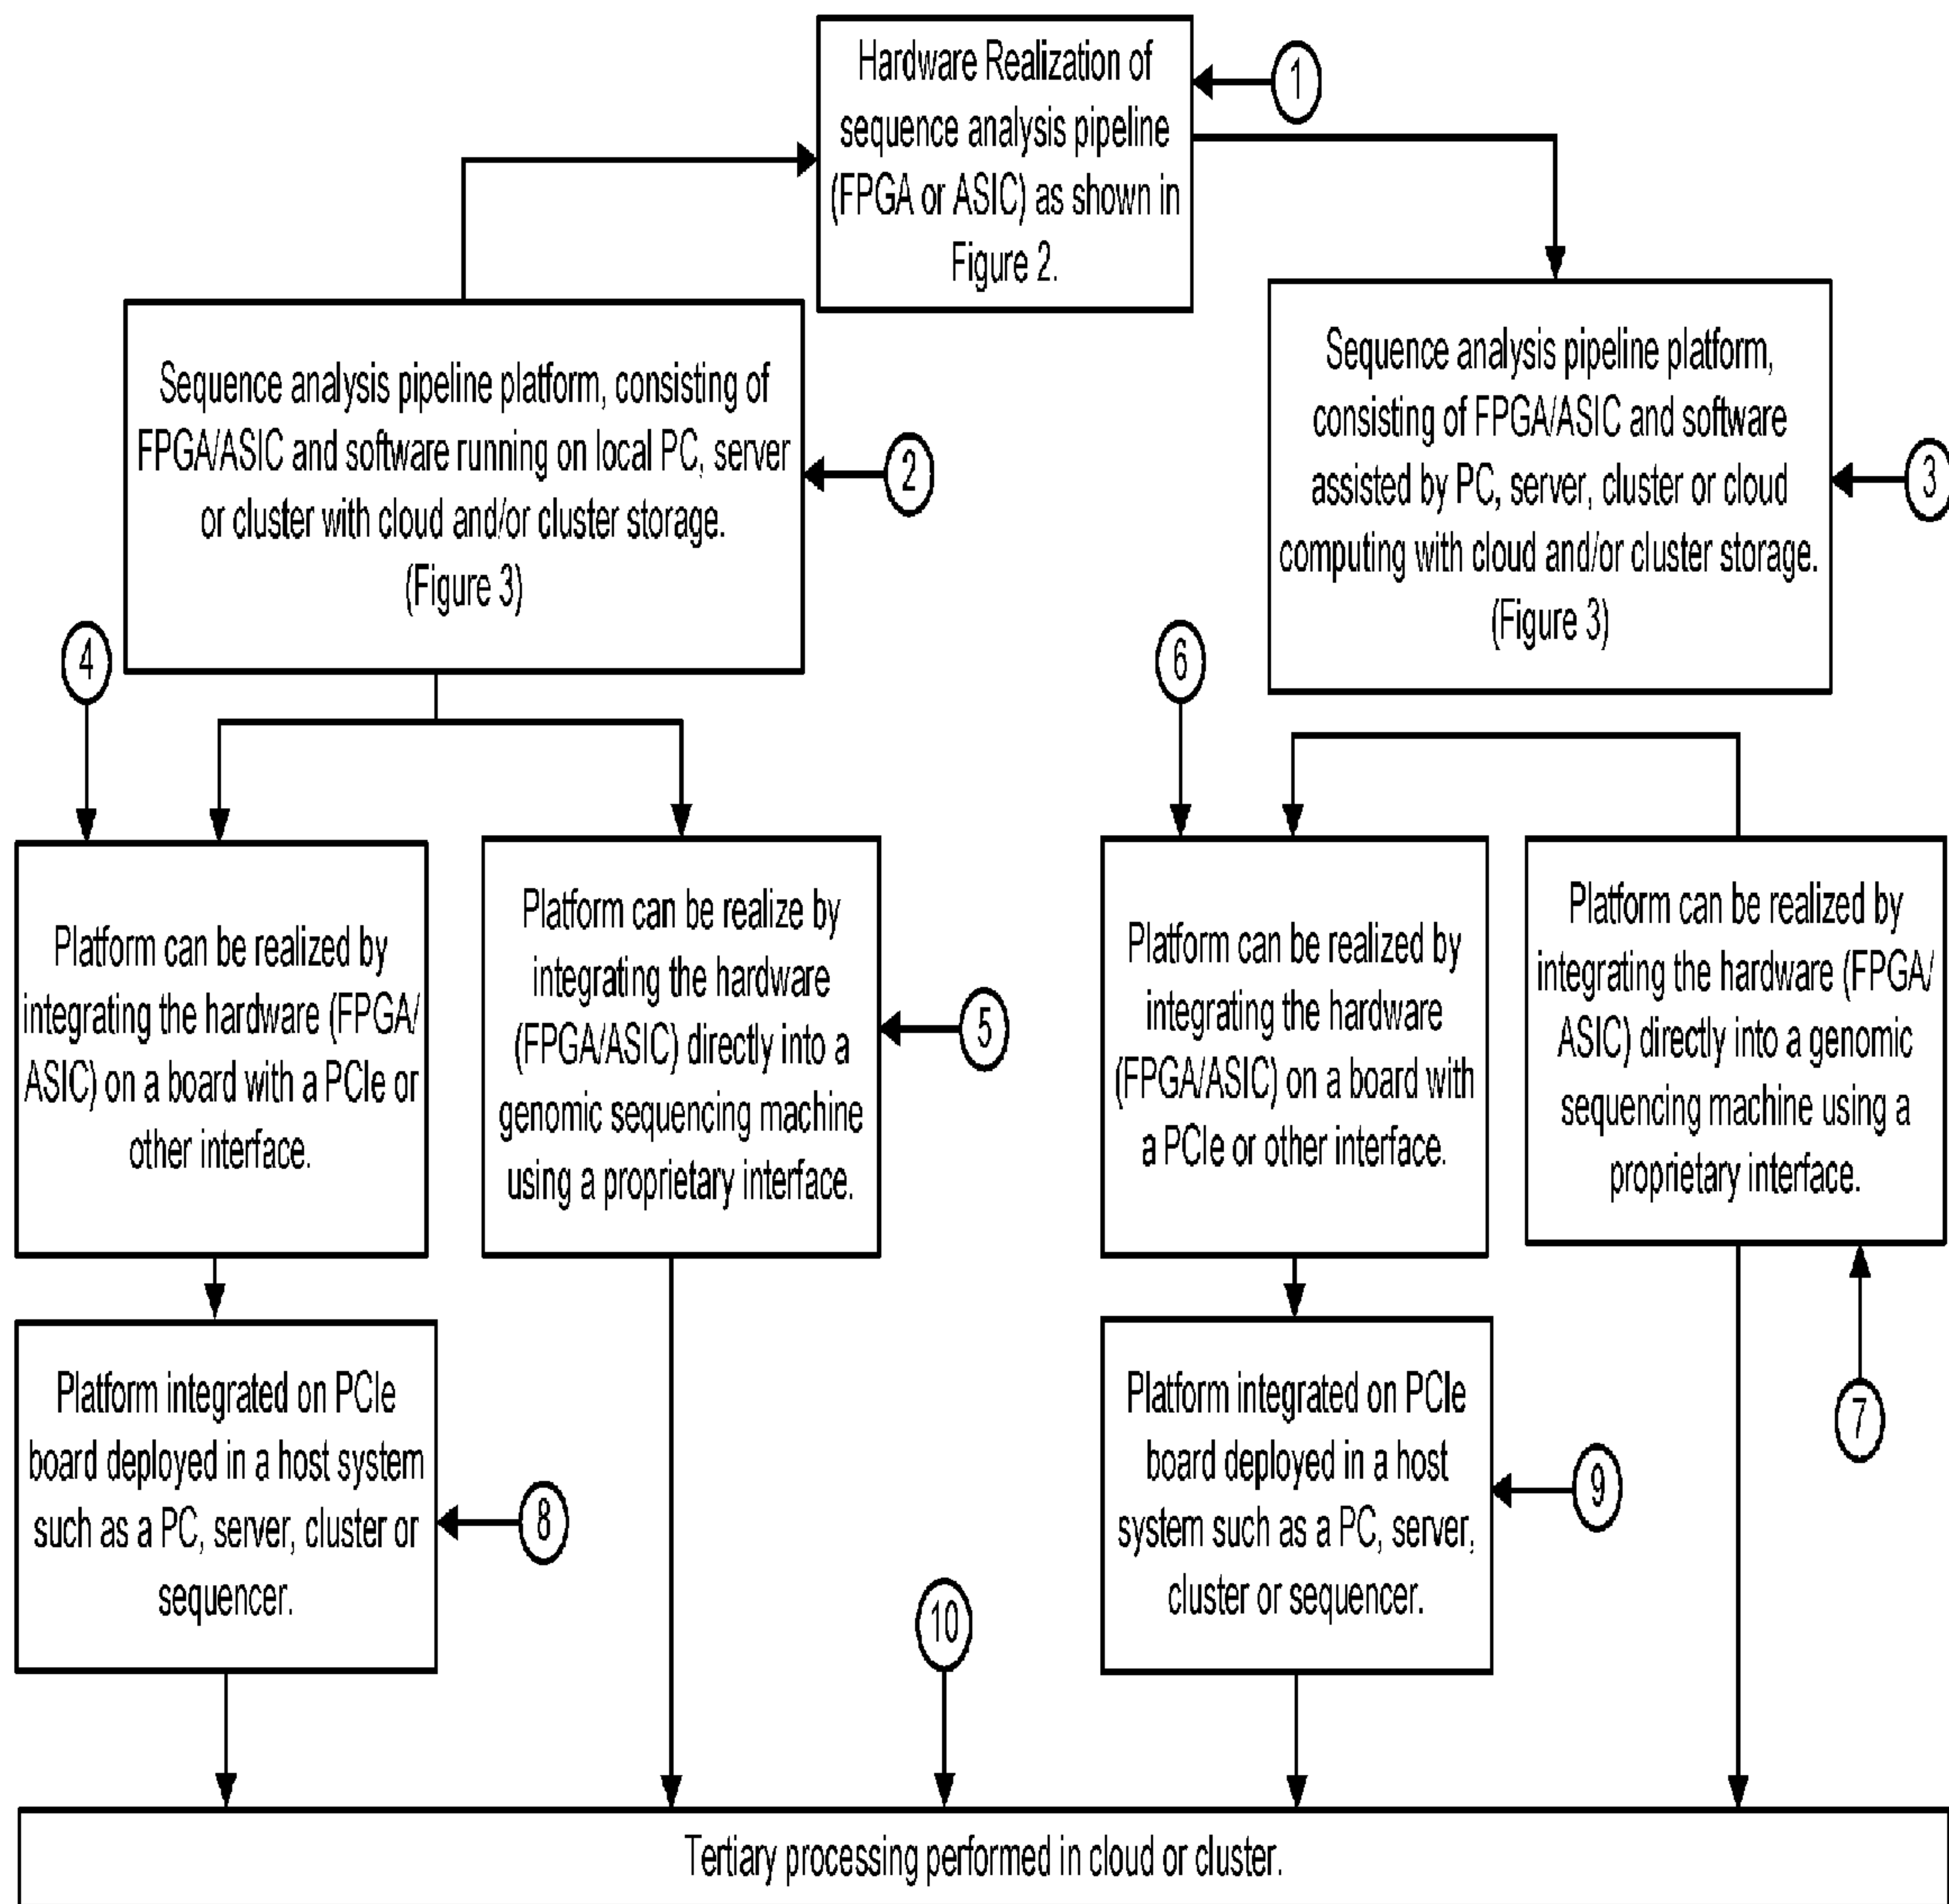 Hardware Realization of
sequence analysis pipeline
(FPGA or ASIC) as shown in
Figure 2.
1
Sequence analysis pipeline platform, consisting of
FPGA/ASIC and software running on local PC, server
or cluster with cloud and/or cluster storage.
(Figure 3)
2
Sequence analysis pipeline platform,
consisting of FPGA/ASIC and software
assisted by PC, server, cluster or cloud
computing with cloud and/or cluster storage.
(Figure 3)
3
4
6
Platform can be realized by
integrating the hardware (FPGA/
ASIC) on a board with a PCIe or
other interface.
Platform can be realize by
integrating the hardware
(FPGA/ASIC) directly into a
genomic sequencing machine
using a proprietary interface.
5
Platform can be realized by
integrating the hardware
(FPGA/ASIC) on a board with
a PCIe or other interface.
Platform can be realized by
integrating the hardware (FPGA/
ASIC) directly into a genomic
sequencing machine using a
proprietary interface.
7
Platform integrated on PCIe
board deployed in a host system
such as a PC, server, cluster or
sequencer.
8
Platform integrated on PCIe
board deployed in a host
system such as a PC, server,
cluster or sequencer.
9
10
Tertiary processing performed in cloud or cluster.